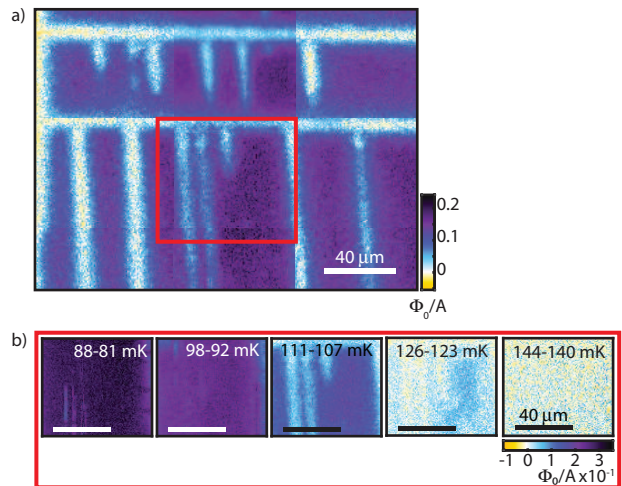 a)
0.2
0.1
0
40 μm
Φ₀/A
b)
88-81 mK
98-92 mK
111-107 mK
126-123 mK
144-140 mK
40 μm
-1 0 1 2 3
Φ₀/A x10⁻¹